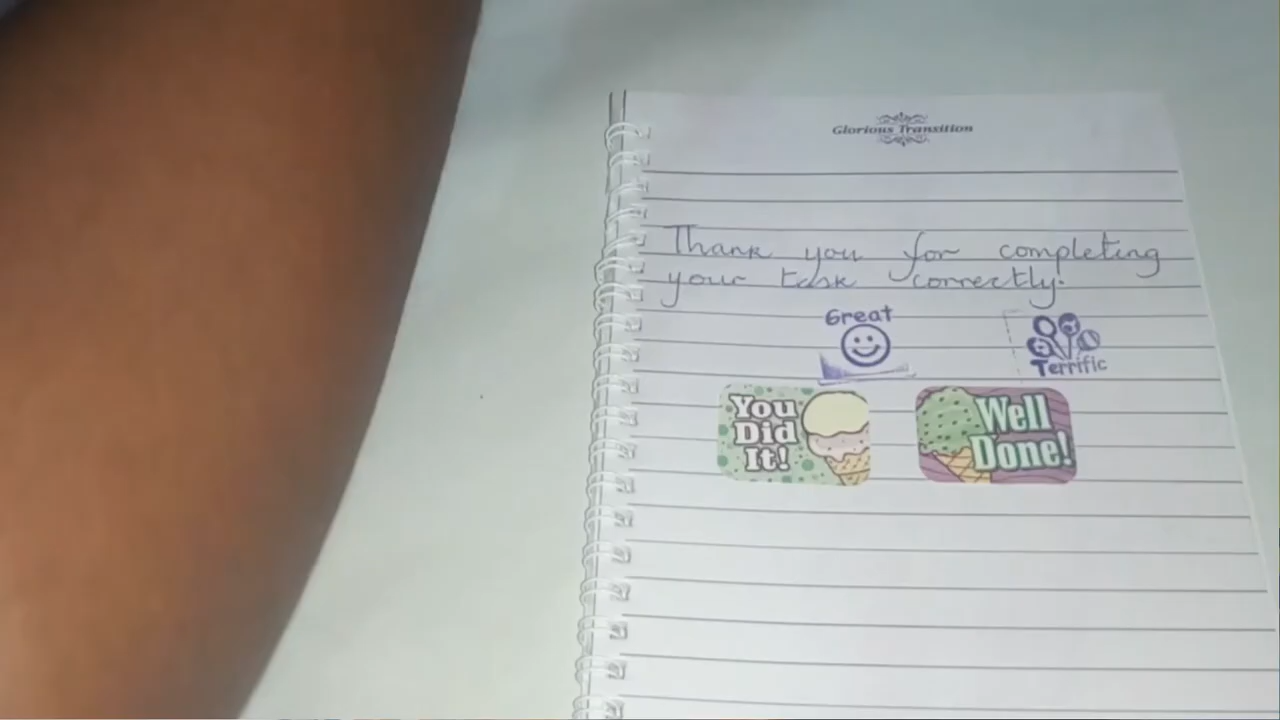 Glorious Transition
Thank you for completing
your task correctly.
Great
Terrific
You
Did
It!
Well
Done!